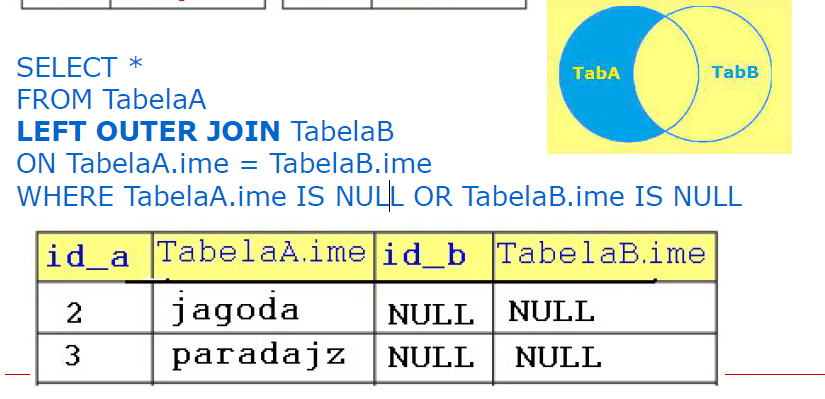 TabA TabB
SELECT *
FROM TabelaA
LEFT OUTER JOIN TabelaB
ON TabelaA.ime = TabelaB.ime
WHERE TabelaA.ime IS NULL OR TabelaB.ime IS NULL
id_a TabelaA.ime id_b TabelaB.ime
2 jagoda NULL NULL
3 paradajz NULL NULL